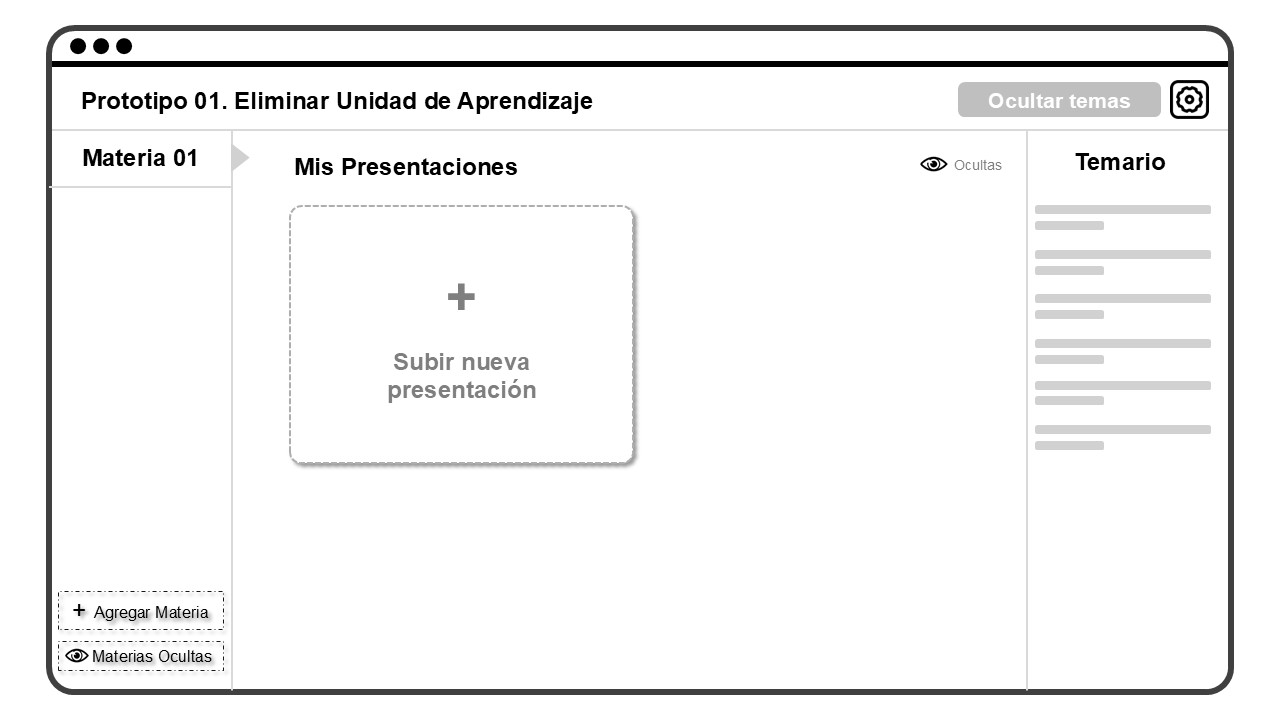 Prototipo 01. Eliminar Unidad de Aprendizaje
Ocultar temas
Materia 01
Mis Presentaciones
Ocultas
Temario
+
Subir nueva
presentación
+ Agregar Materia
Materias Ocultas